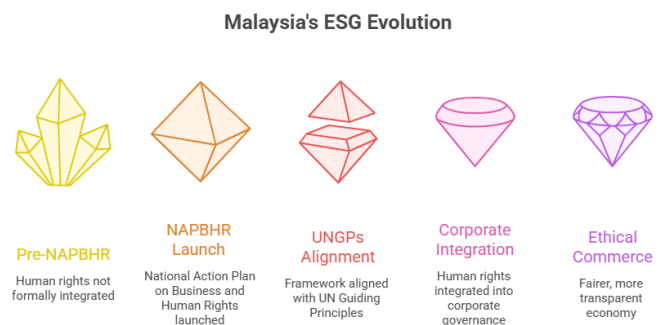 Malaysia's ESG Evolution
Pre-NAPBHR
Human rights not
formally integrated
NAPBHR
Launch
National Action Plan
on Business and
Human Rights
launched
UNGPs
Alignment
Framework aligned
with UN Guiding
Principles
Corporate
Integration
Human rights
integrated into
corporate
governance
Ethical
Commerce
Fairer, more
transparent
economy